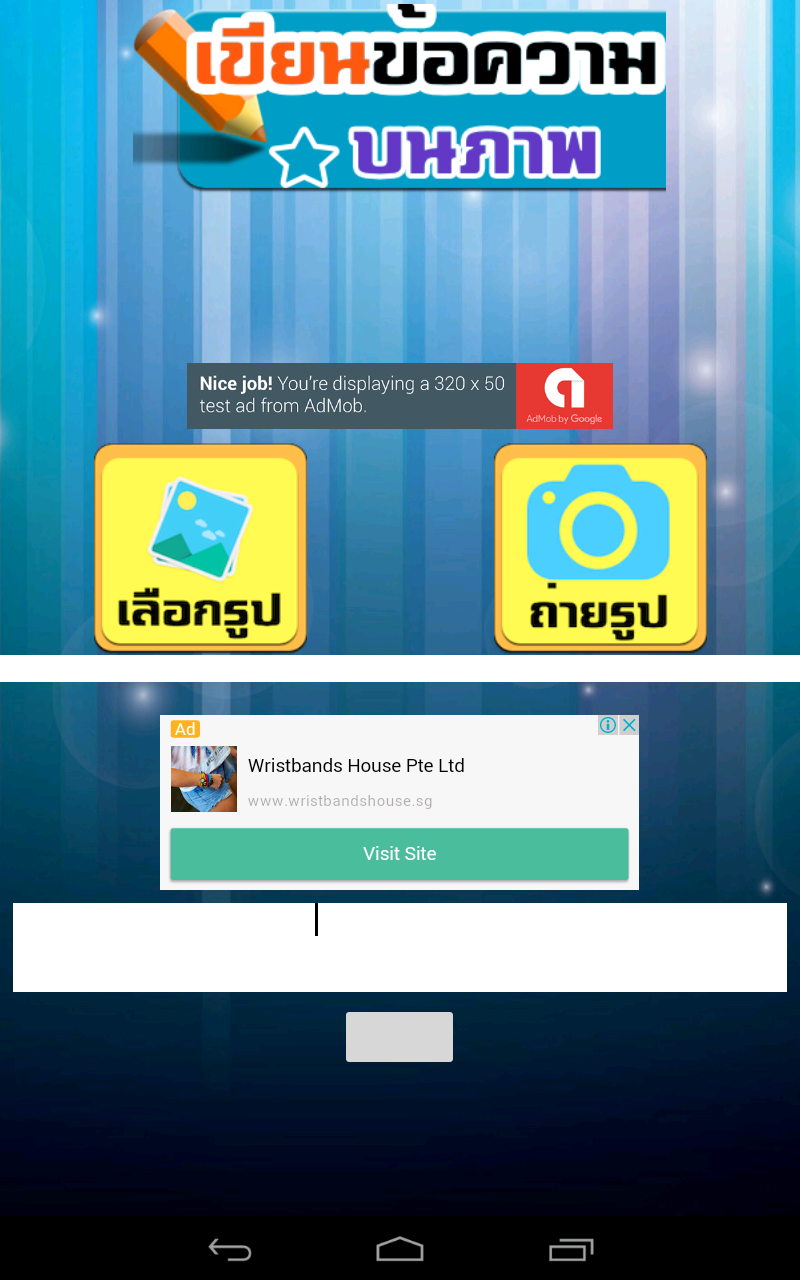 เขียนข้อความ
บนภาพ
Nice job! You're displaying a 320 x 50
test ad from AdMob.
AdMob by Google
เลือกรูป
ถ่ายรูป
Ad
Wristbands House Pte Ltd
www.wristbandshouse.sg
Visit Site